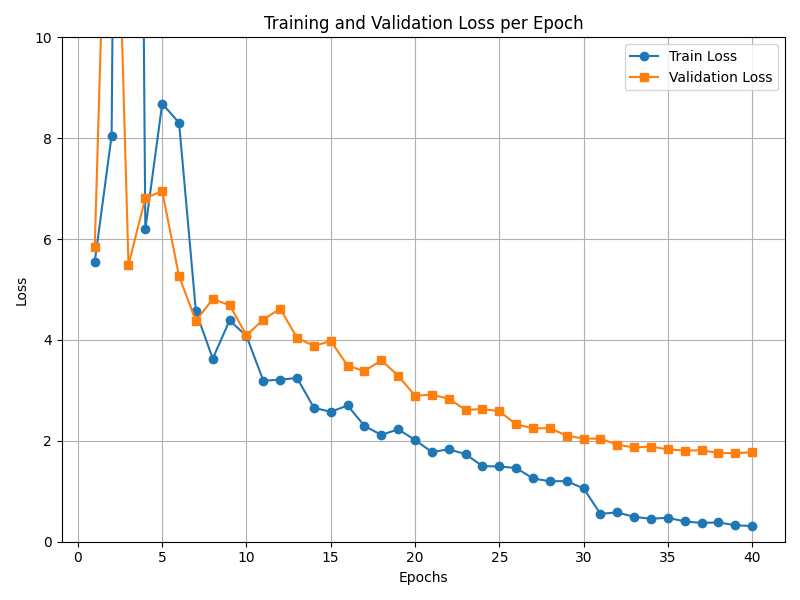 Training and Validation Loss per Epoch
Train Loss
Validation Loss
Loss
10
8
6
4
2
0
0 5 10 15 20 25 30 35 40
Epochs